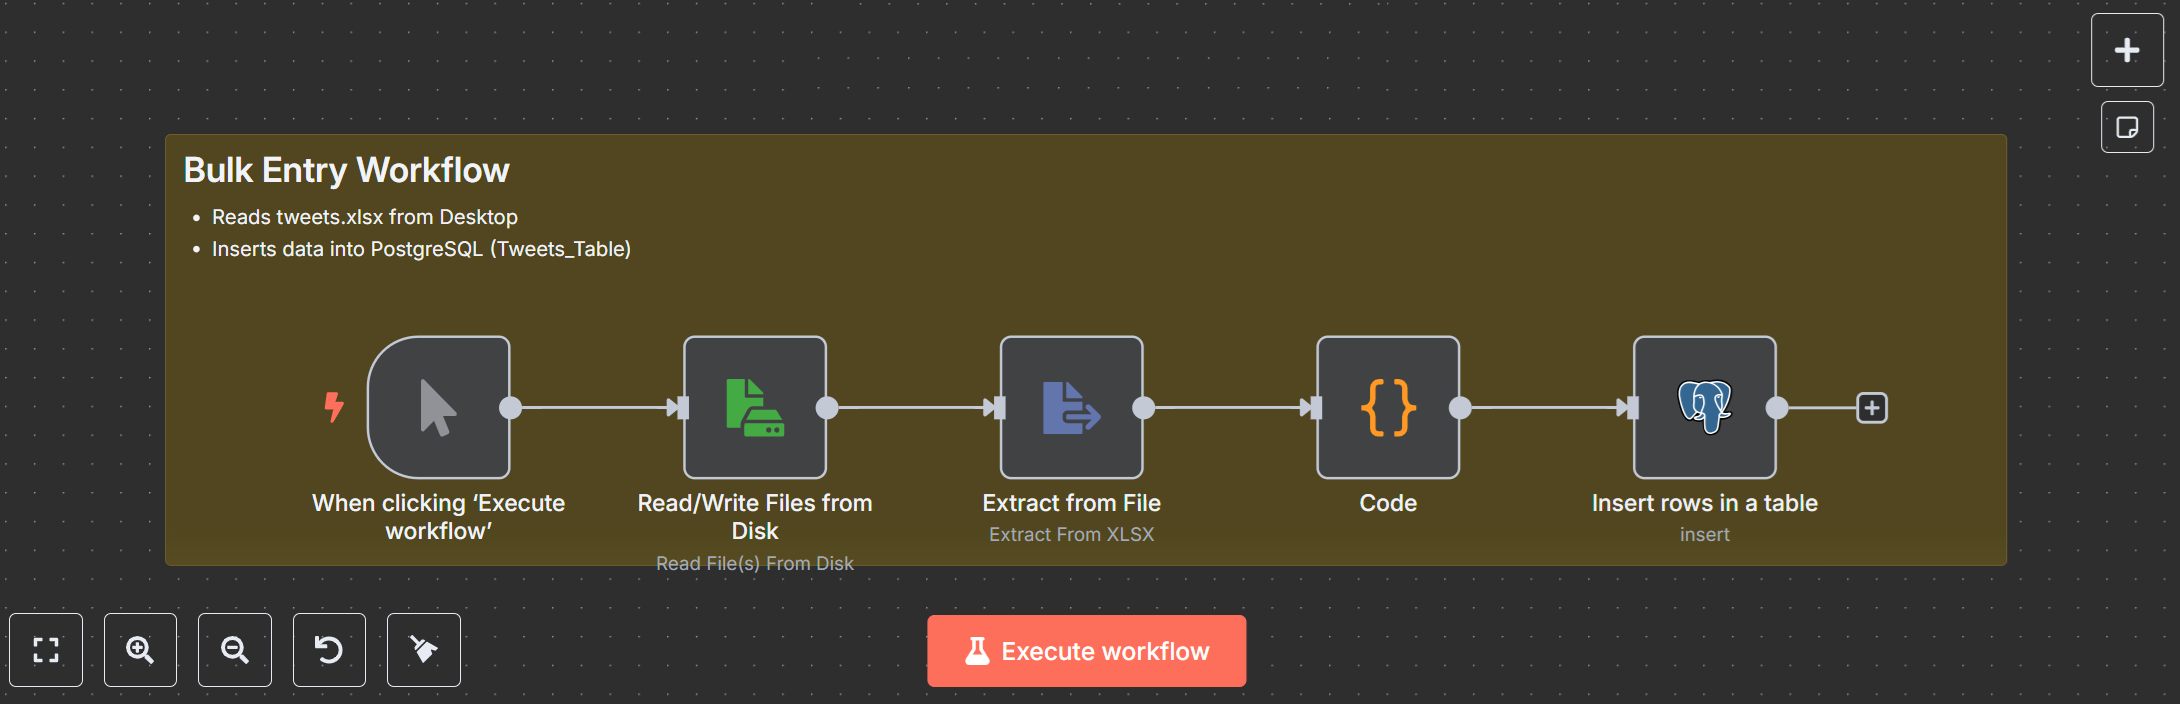 Bulk Entry Workflow
• Reads tweets.xlsx from Desktop
• Inserts data into PostgreSQL (Tweets_Table)
When clicking ‘Execute
workflow’
Read/Write Files from
Disk
Read File(s) From Disk
Extract from File
Extract From XLSX
Code
Insert rows in a table
insert
Execute workflow